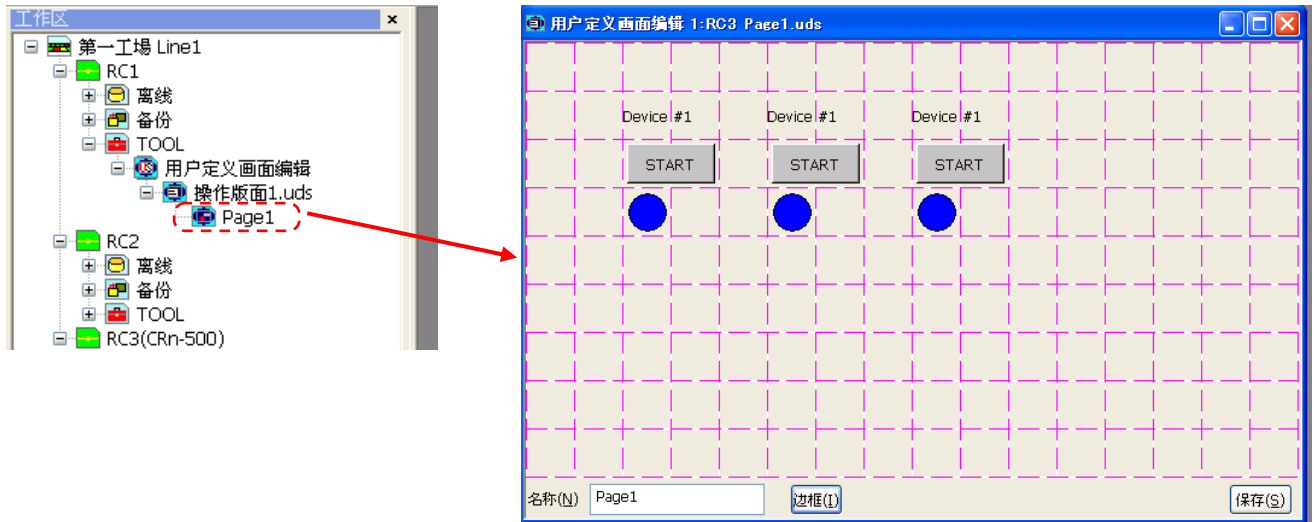 工作区
第一工場 Line1
RC1
离线
备份
TOOL
用户定义画面编辑
操作版面1.uds
Page1
RC2
离线
备份
TOOL
RC3(CRn-500)
用户定义画面编辑 1:RC3 Page1.uds
Device #1 Device #1 Device #1
START START START
名称(N) Page1 边框(I) 保存(S)